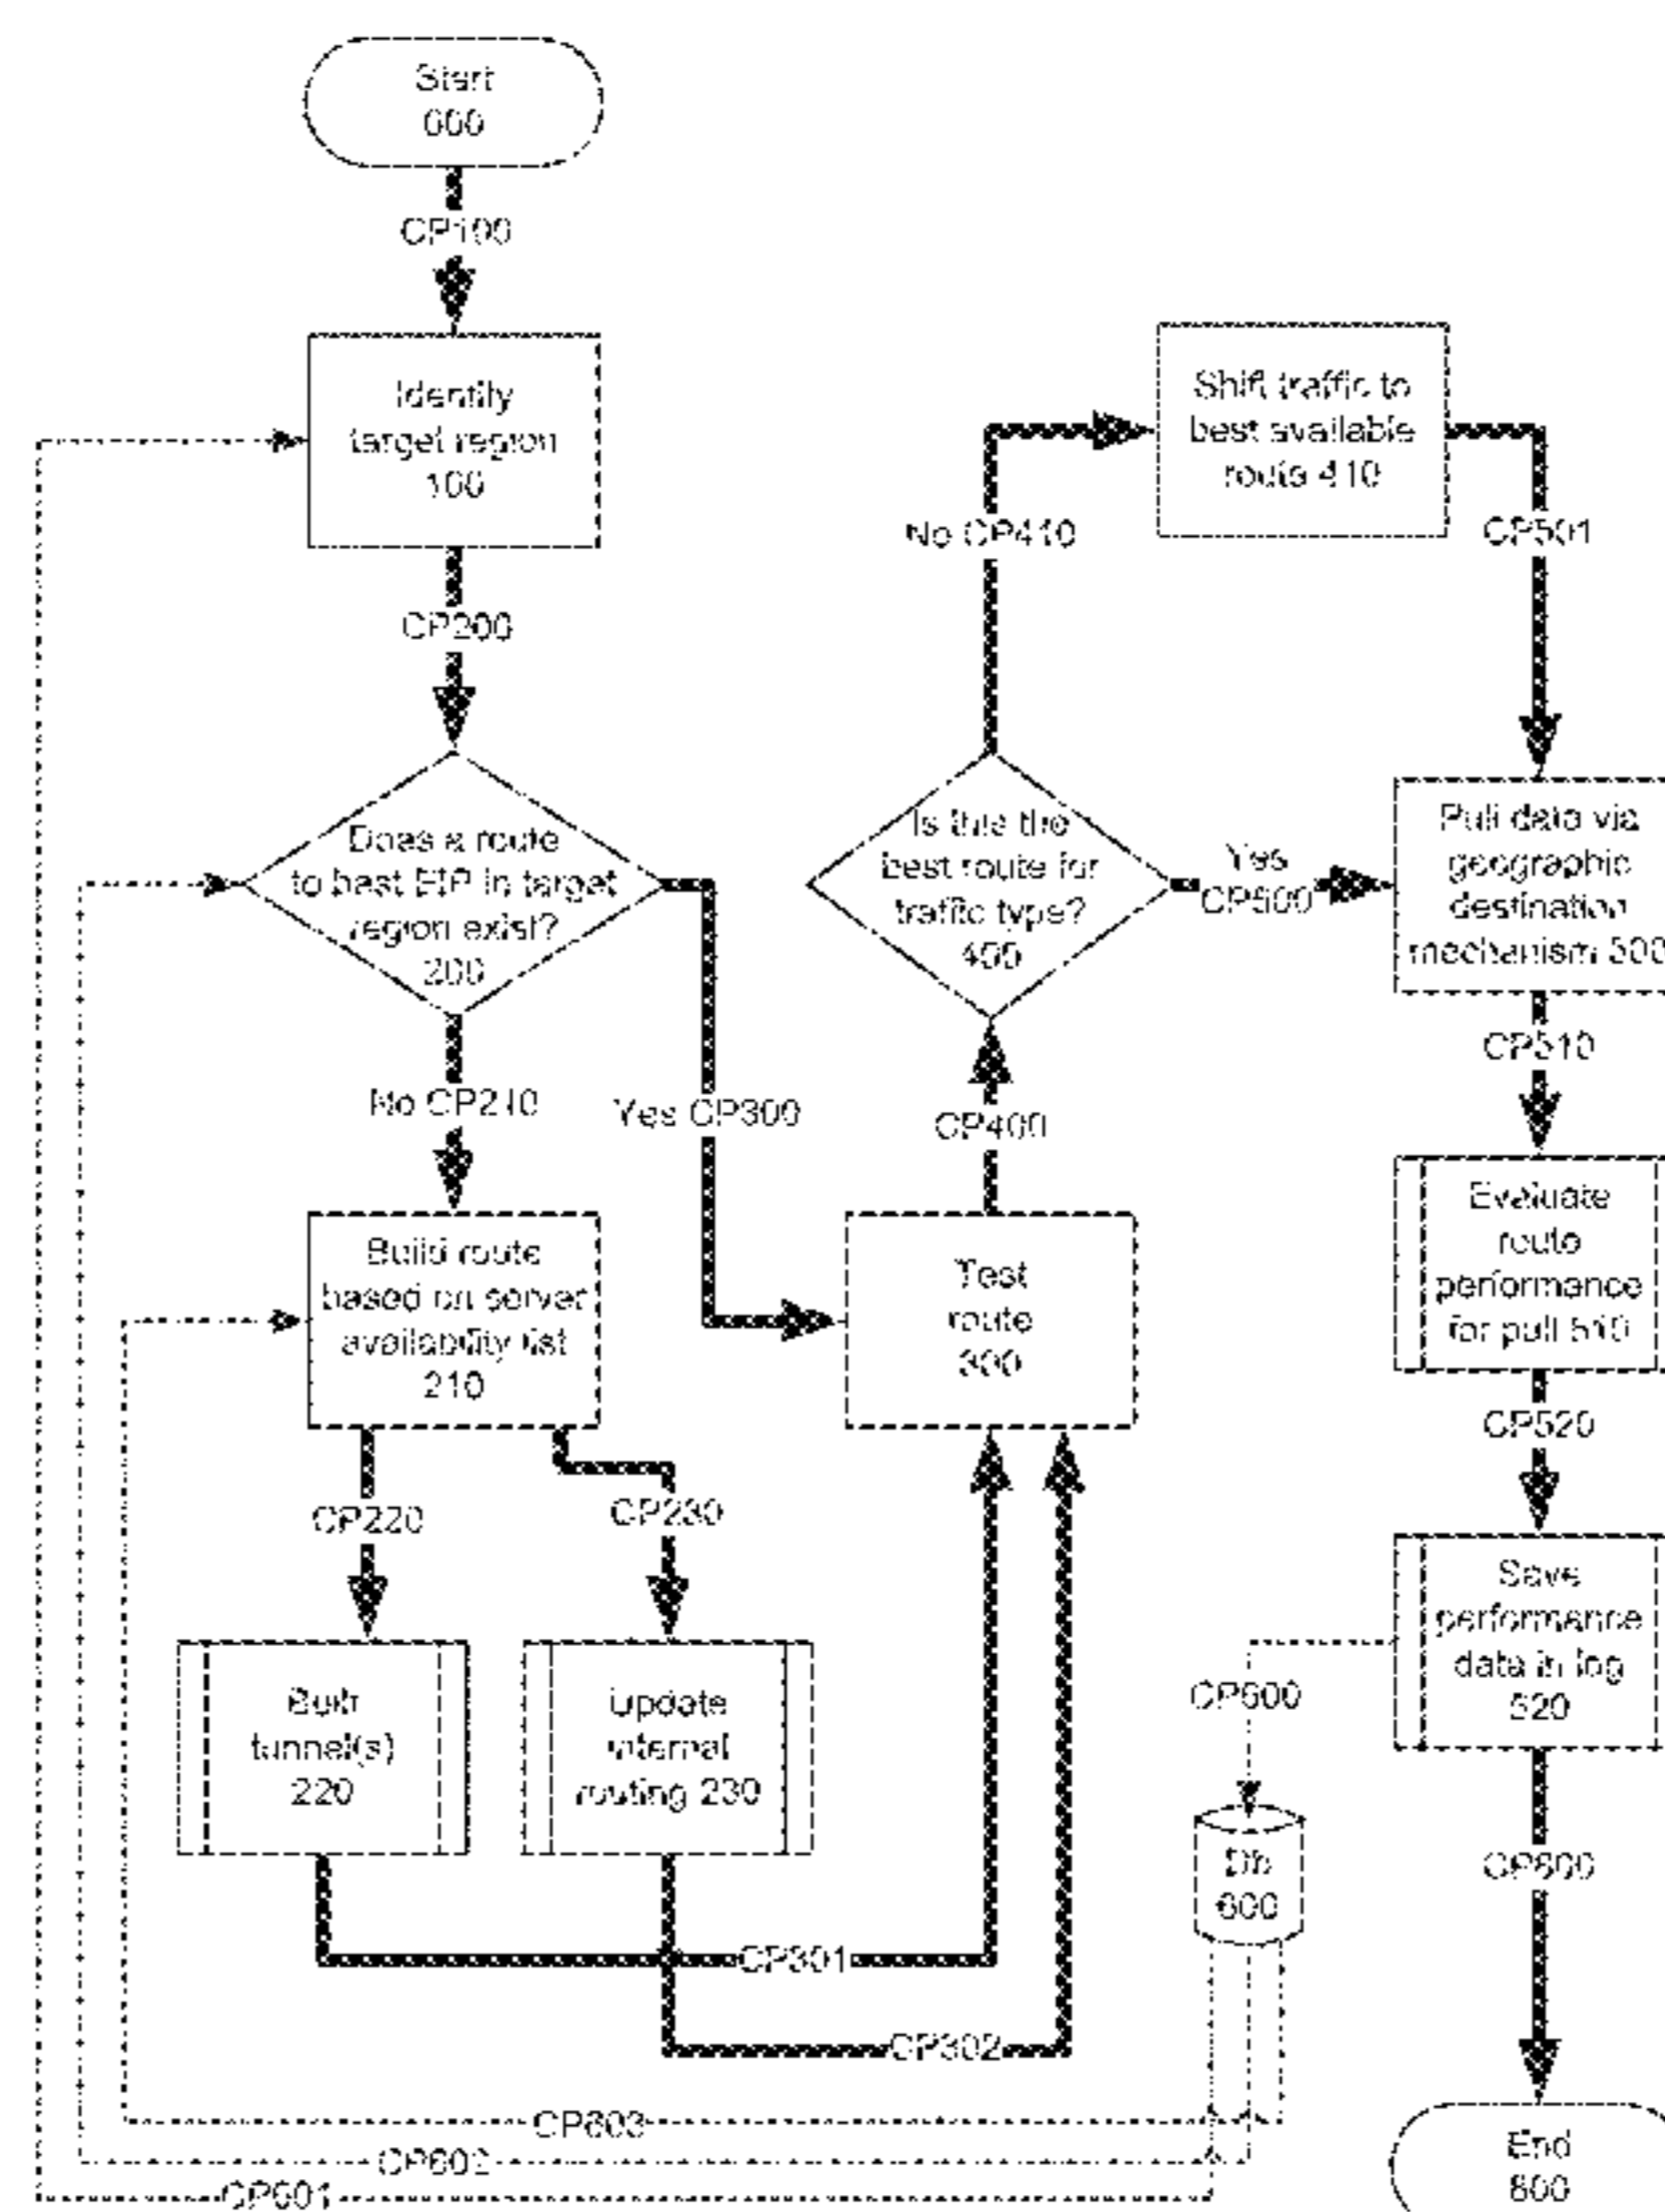 Start
000
CP100
Identify
target region
100
CP200
Does a route
to best EIP in target
region exist?
200
No CP210
Yes CP300
Build route
based on server
availability list
210
CP220
CP230
Built
tunnel(s)
220
Update
internal
routing 230
CP301
CP302
Test
route
300
CP400
Is this the
best route for
traffic type?
No CP410
Shift traffic to
best available
route 410
CP501
Yes
CP500
Pull data via
geographic
destination
mechanism 500
CP510
Evaluate
route
performance
for pull 510
CP520
Save
performance
data in log
520
CP600
Db
600
End
CP603
CP602
CP601